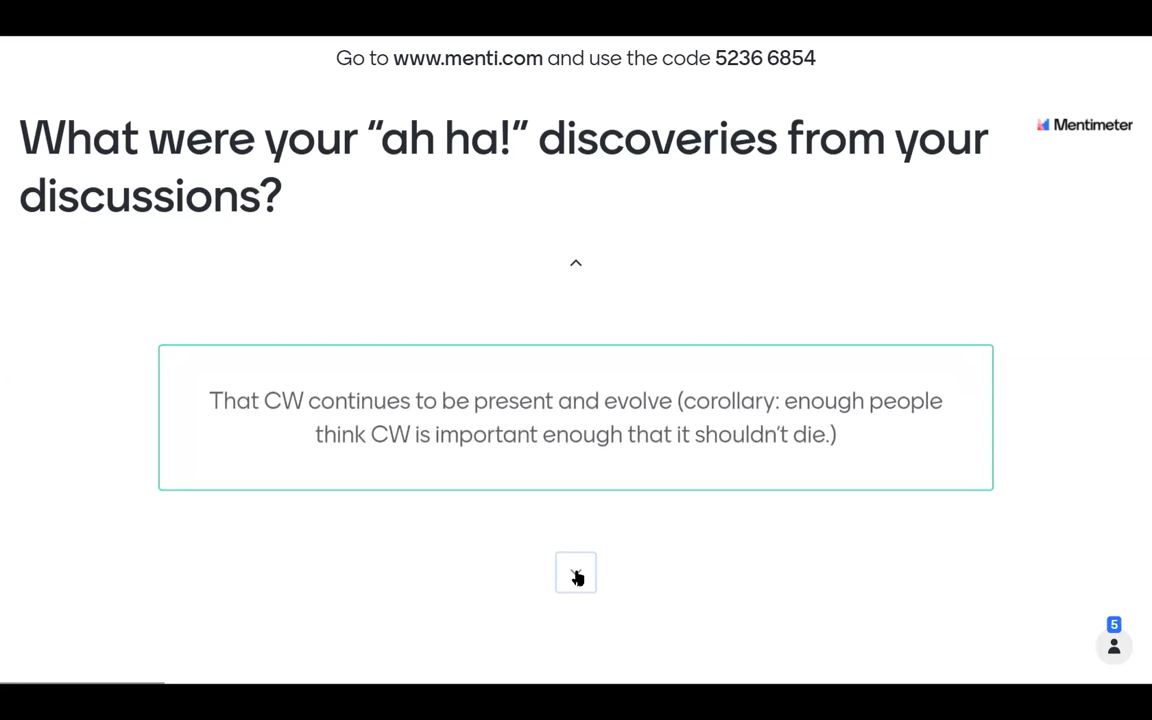 Go to www.menti.com and use the code 5236 6854
What were your “ah ha!” discoveries from your
discussions?
Mentimeter
That CW continues to be present and evolve (corollary: enough people
think CW is important enough that it shouldn't die.)
5